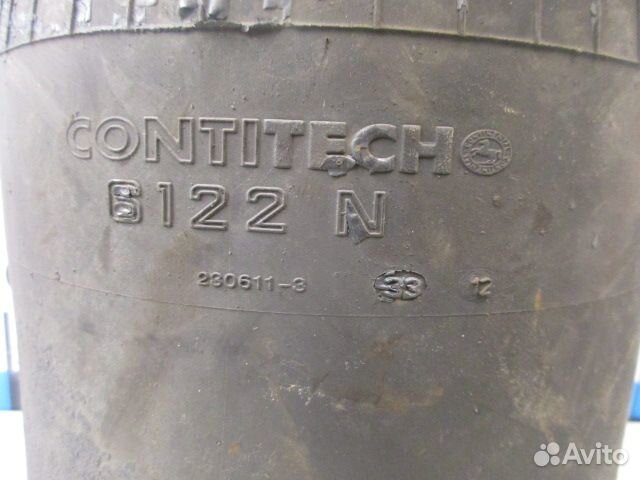 CONTITECH
6122 N
230611-3 33 12
Avito